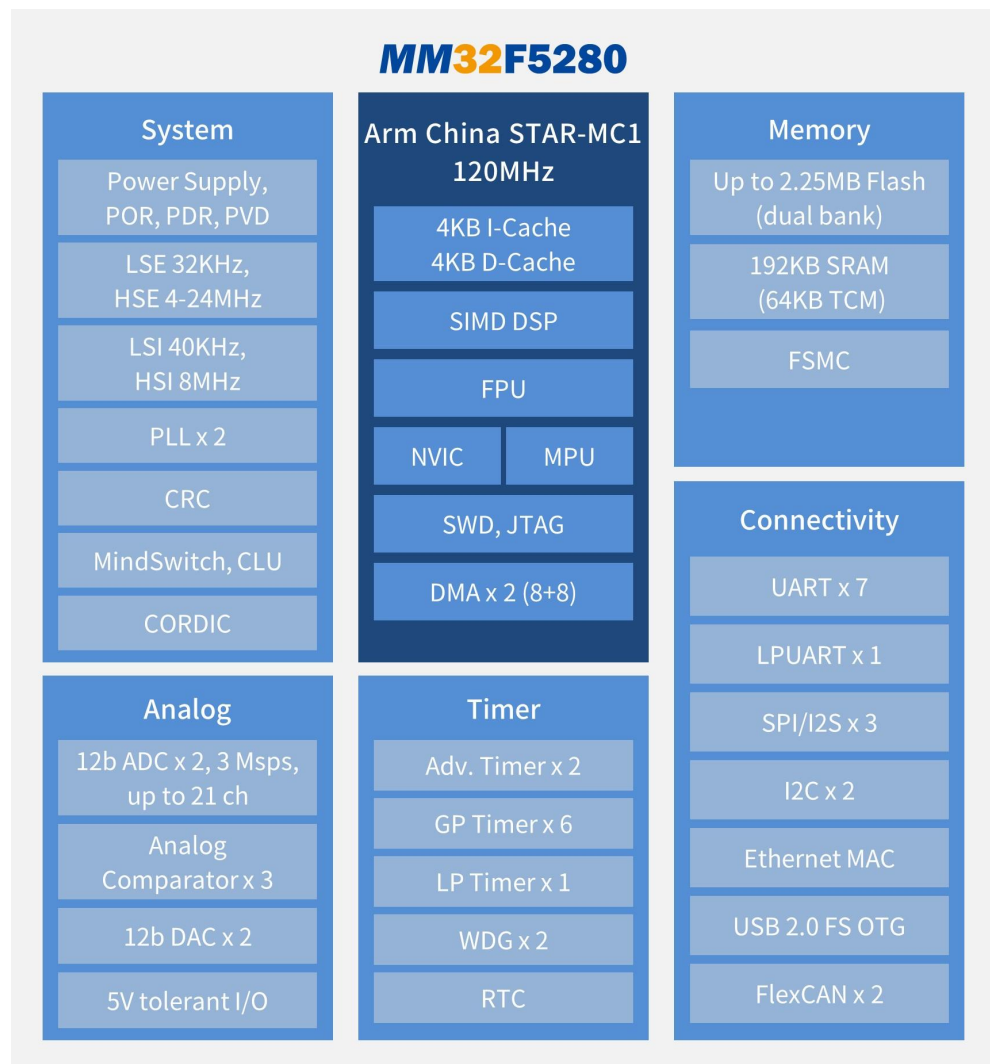 MM32F5280
System
Power Supply,
POR, PDR, PVD
LSE 32KHz,
HSE 4-24MHz
LSI 40KHz,
HSI 8MHz
PLL x 2
CRC
MindSwitch, CLU
CORDIC
Arm China STAR-MC1
120MHz
4KB I-Cache
4KB D-Cache
SIMD DSP
FPU
NVIC
MPU
SWD, JTAG
DMA x 2 (8+8)
Memory
Up to 2.25MB Flash
(dual bank)
192KB SRAM
(64KB TCM)
FSMC
Connectivity
UART x 7
LPUART x 1
SPI/I2S x 3
I2C x 2
Ethernet MAC
USB 2.0 FS OTG
FlexCAN x 2
Analog
12b ADC x 2, 3 Msps,
up to 21 ch
Analog
Comparator x 3
12b DAC x 2
5V tolerant I/O
Timer
Adv. Timer x 2
GP Timer x 6
LP Timer x 1
WDG x 2
RTC